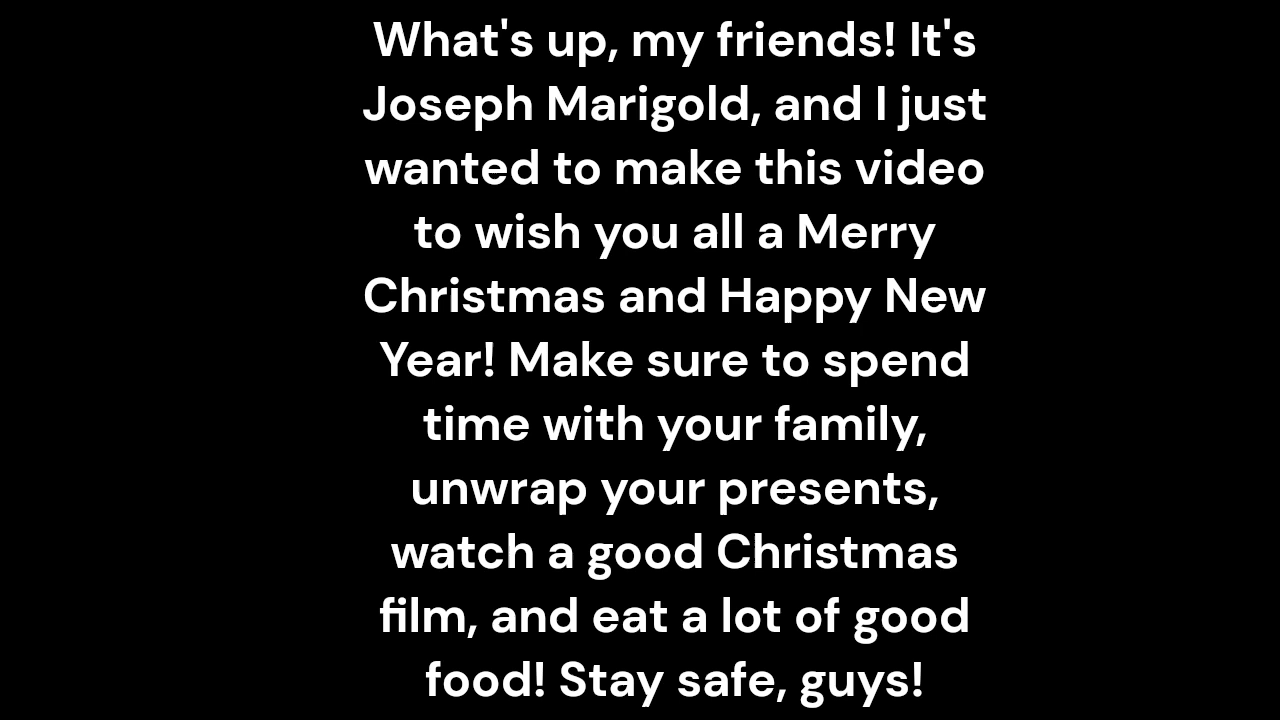 What's up, my friends! It's
Joseph Marigold, and I just
wanted to make this video
to wish you all a Merry
Christmas and Happy New
Year! Make sure to spend
time with your family,
unwrap your presents,
watch a good Christmas
film, and eat a lot of good
food! Stay safe, guys!